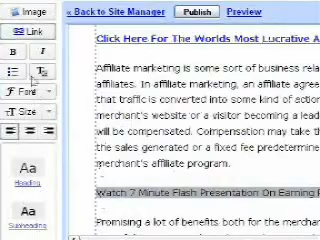 Image
« Back to Site Manager
Publish
Preview
Link
Click Here For The Worlds Most Lucrative A
B I
Affiliate marketing is some sort of business rela
affiliates. In affiliate marketing, an affiliate agree
that traffic is converted into some kind of action
Font
merchant's website or a visitor becoming a lead
Size
will be compensated. Compensation may take th
the sales generated or a fixed fee predetermine
merchant's affiliate program.
Aa
Heading
Watch 7 Minute Flash Presentation On Earning F
Aa
Subheading
Promising a lot of benefits both for the merchan